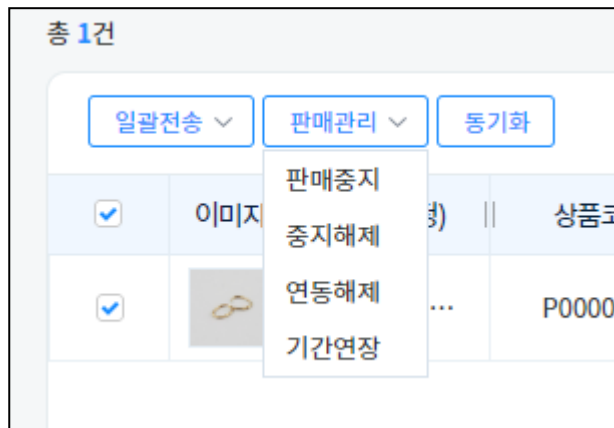 총 1건
일괄전송 판매관리 동기화
판매중지
이미지 정) 상품코
중지해제
연동해제
... P0000
기간연장